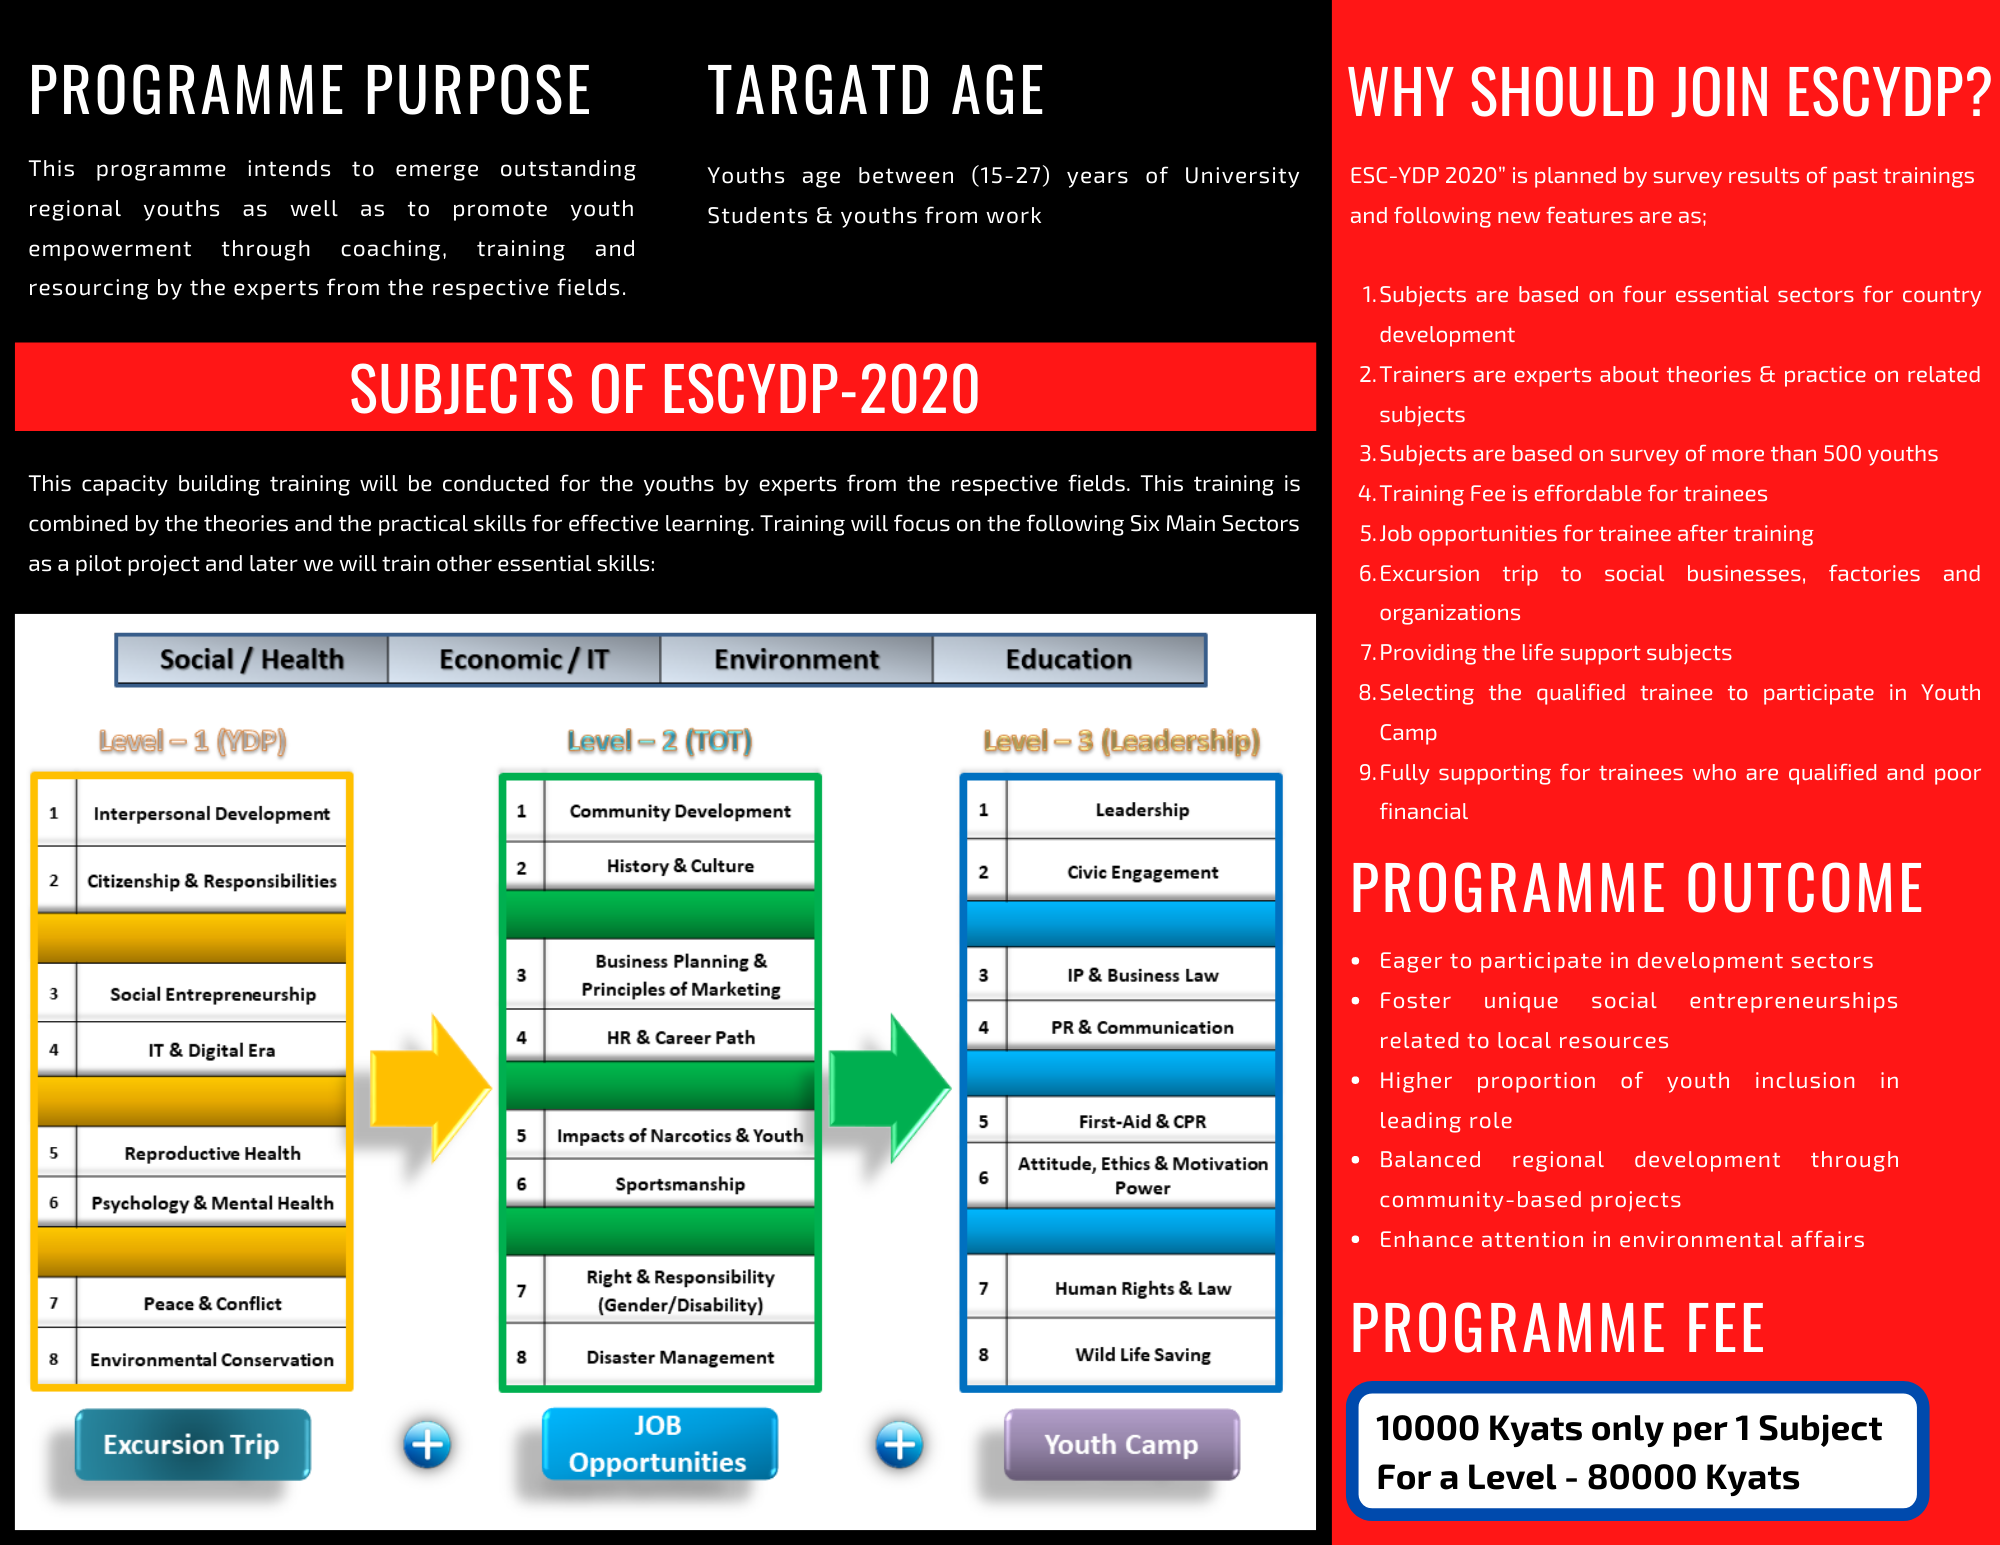 PROGRAMME PURPOSE
This programme intends to emerge outstanding
regional youths as well as to promote youth
empowerment through coaching, training and
resourcing by the experts from the respective fields.
TARGATD AGE
Youths age between (15-27) years of University
Students & youths from work
SUBJECTS OF ESCYDP-2020
This capacity building training will be conducted for the youths by experts from the respective fields. This training is
combined by the theories and the practical skills for effective learning. Training will focus on the following Six Main Sectors
as a pilot project and later we will train other essential skills:
Social / Health
Economic / IT
Environment
Education
Level – 1 (YDP)
1 Interpersonal Development
2 Citizenship & Responsibilities
3 Social Entrepreneurship
4 IT & Digital Era
5 Reproductive Health
6 Psychology & Mental Health
7 Peace & Conflict
8 Environmental Conservation
Level – 2 (TOT)
1 Community Development
2 History & Culture
3 Business Planning &
Principles of Marketing
4 HR & Career Path
5 Impacts of Narcotics & Youth
6 Sportsmanship
7 Right & Responsibility
(Gender/Disability)
8 Disaster Management
Level – 3 (Leadership)
1 Leadership
2 Civic Engagement
3 IP & Business Law
4 PR & Communication
5 First-Aid & CPR
6 Attitude, Ethics & Motivation
Power
7 Human Rights & Law
8 Wild Life Saving
Excursion Trip
JOB
Opportunities
Youth Camp
WHY SHOULD JOIN ESCYDP?
ESC-YDP 2020” is planned by survey results of past trainings
and following new features are as;
1. Subjects are based on four essential sectors for country
development
2. Trainers are experts about theories & practice on related
subjects
3. Subjects are based on survey of more than 500 youths
4. Training Fee is effordable for trainees
5. Job opportunities for trainee after training
6. Excursion trip to social businesses, factories and
organizations
7. Providing the life support subjects
8. Selecting the qualified trainee to participate in Youth
Camp
9. Fully supporting for trainees who are qualified and poor
financial
PROGRAMME OUTCOME
• Eager to participate in development sectors
• Foster unique social entrepreneurships
related to local resources
• Higher proportion of youth inclusion in
leading role
• Balanced regional development through
community-based projects
• Enhance attention in environmental affairs
PROGRAMME FEE
10000 Kyats only per 1 Subject
For a Level - 80000 Kyats